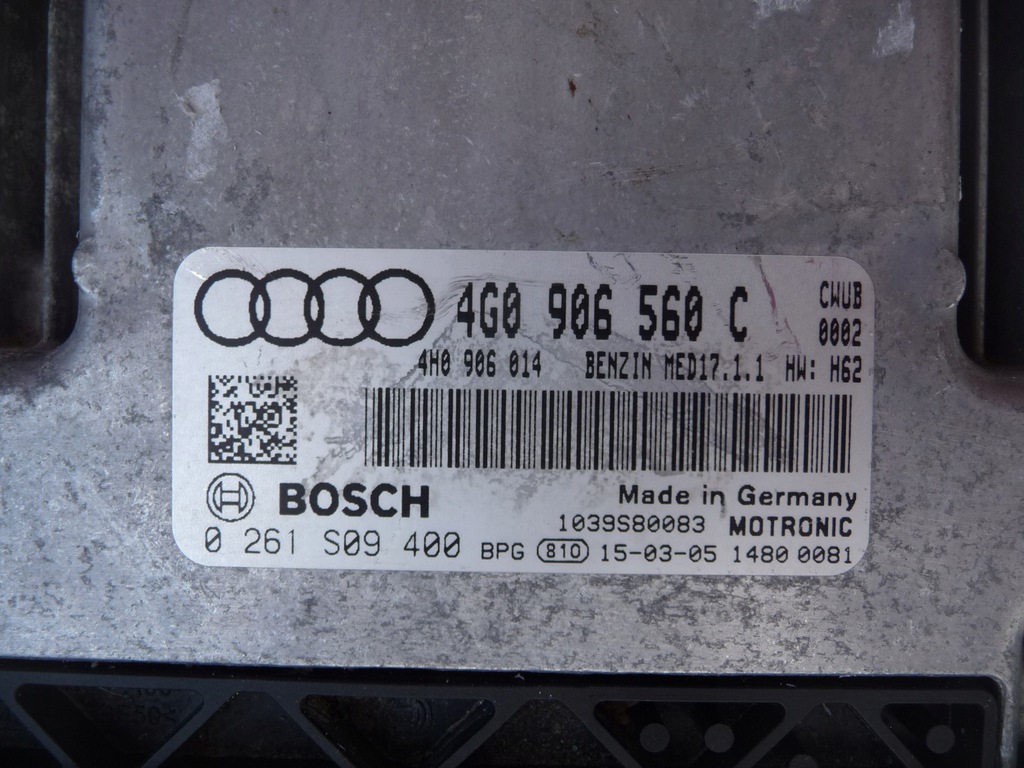 4G0 906 560 C CWUB
0002
4H0 906 014 BENZIN MED17.1.1 HW: H62
BOSCH Made in Germany
1039S80083 MOTRONIC
0 261 S09 400 BPG 810 15-03-05 1480 0081